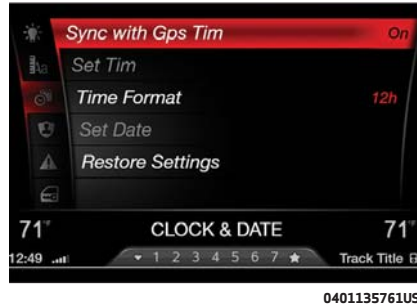 Sync with Gps Tim On
Set Tim
Time Format 12h
Set Date
Restore Settings
71°F CLOCK & DATE 71°
12:49 1 2 3 4 5 6 7 Track Title
0401135761US